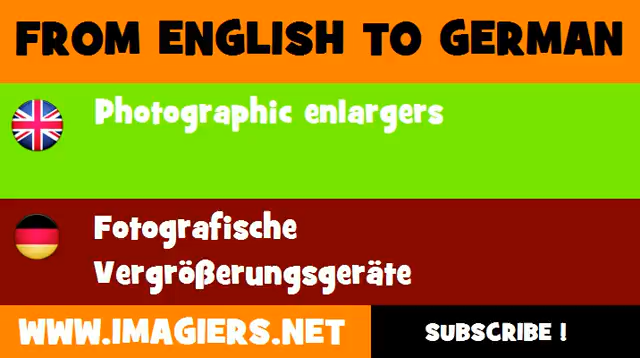 FROM ENGLISH TO GERMAN
Photographic enlargers
Fotografische
Vergrößerungsgeräte
WWW.IMAGIERS.NET
SUBSCRIBE !